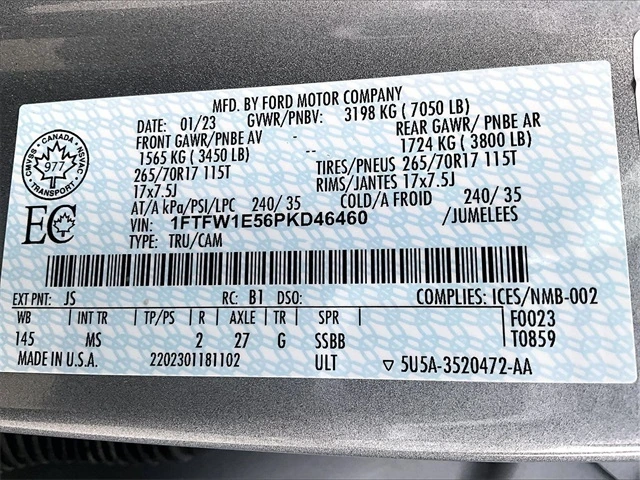 MFD. BY FORD MOTOR COMPANY
DATE: 01/23 GVWR/PNBV: 3198 KG ( 7050 LB)
FRONT GAWR/PNBE AV - REAR GAWR/ PNBE AR
1565 KG ( 3450 LB) -- 1724 KG ( 3800 LB)
265/70R17 115T TIRES/PNEUS 265/70R17 115T
17x7.5J RIMS/JANTES 17x7.5J
AT/A kPa/PSI/LPC 240/ 35 COLD/A FROID 240/ 35
VIN: 1FTFW1E56PKD46460 /JUMELEES
TYPE: TRU/CAM
CANADA
CMVSS NSVAC
977
TRANSPORT
EC
EXT PNT: JS RC: B1 DSO: COMPLIES: ICES/NMB-002
WB INT TR TP/PS R AXLE TR SPR F0023
145 MS 2 27 G SSBB T0859
MADE IN U.S.A. 2202301181102 ULT ▽ 5U5A-3520472-AA